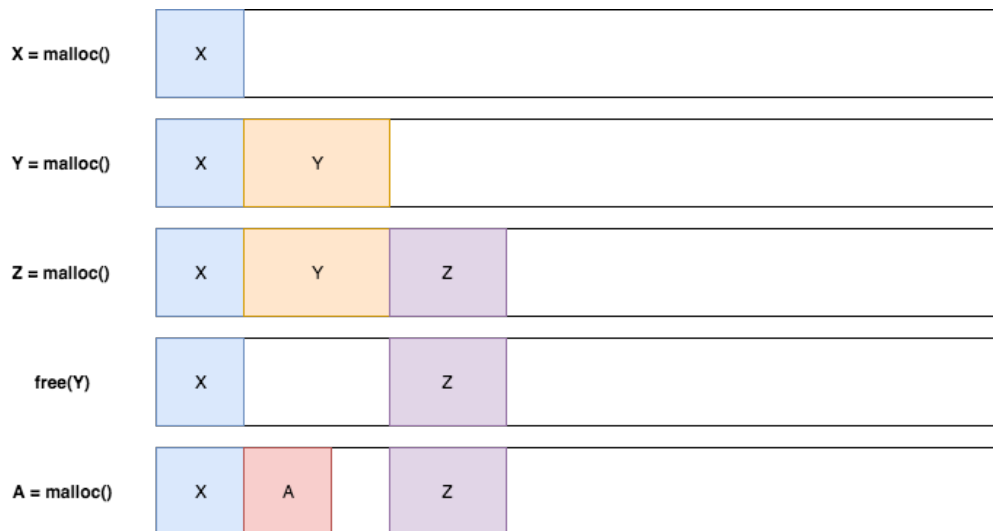 X = malloc() X
Y = malloc() X Y
Z = malloc() X Y Z
free(Y) X Z
A = malloc() X A Z